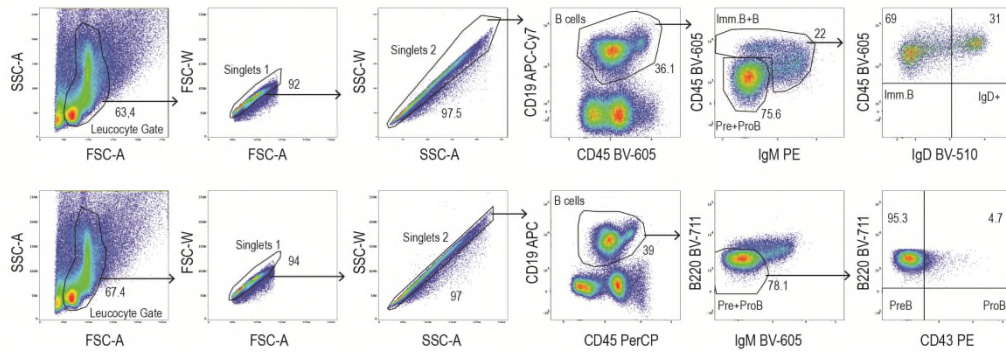 SSC-A
63,4
Leucocyte Gate
FSC-A
FSC-W
Singlets 1
92
FSC-A
SSC-W
Singlets 2
97.5
SSC-A
CD19 APC-Cy7
B cells
36.1
CD45 BV-605
CD45 BV-605
Imm.B+B
22
75.6
Pre+ProB
IgM PE
CD45 BV-605
69
31
Imm.B
IgD+
IgD BV-510
SSC-A
67.4
Leucocyte Gate
FSC-A
FSC-W
Singlets 1
94
FSC-A
SSC-W
Singlets 2
97
SSC-A
CD19 APC
B cells
39
CD45 PerCP
B220 BV-711
78.1
Pre+ProB
IgM BV-605
B220 BV-711
95.3
4.7
PreB
ProB
CD43 PE